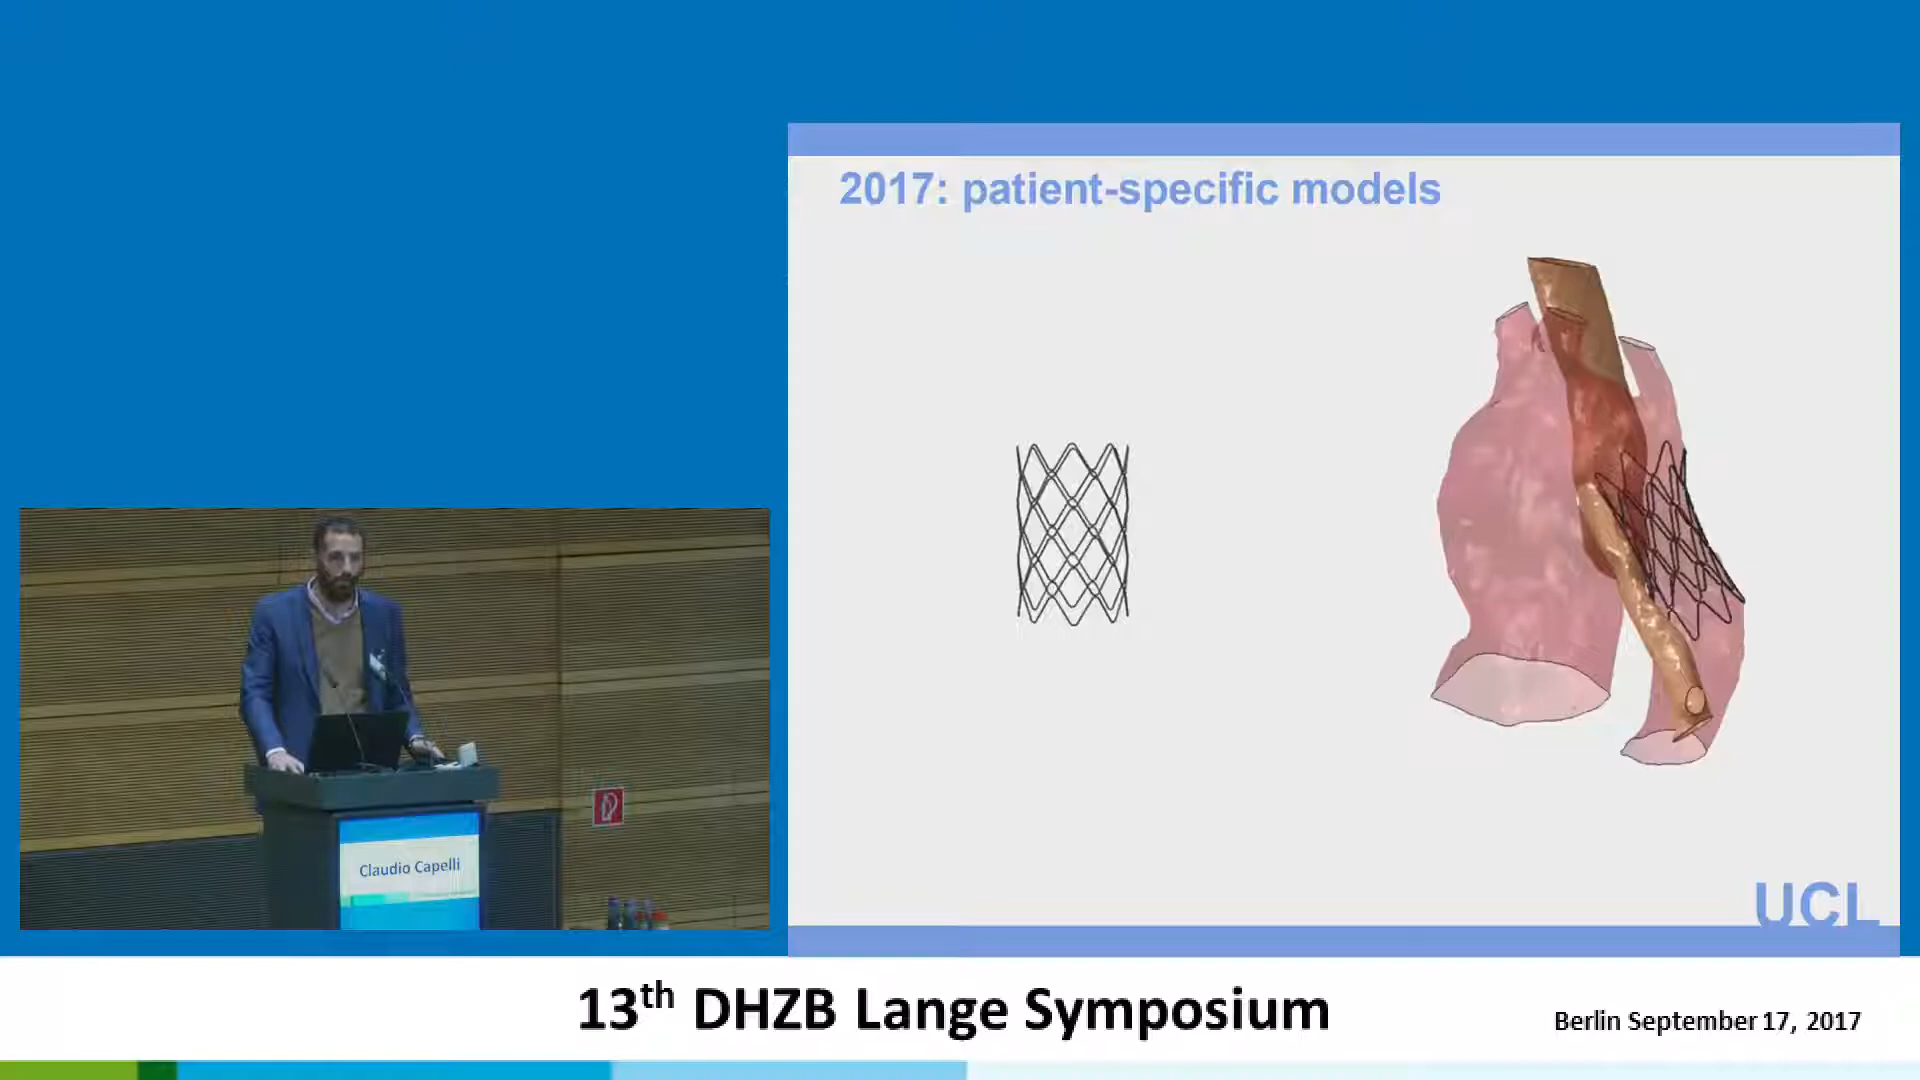 2017: patient-specific models
UCL
Claudio Capelli
13th DHZB Lange Symposium
Berlin September 17, 2017